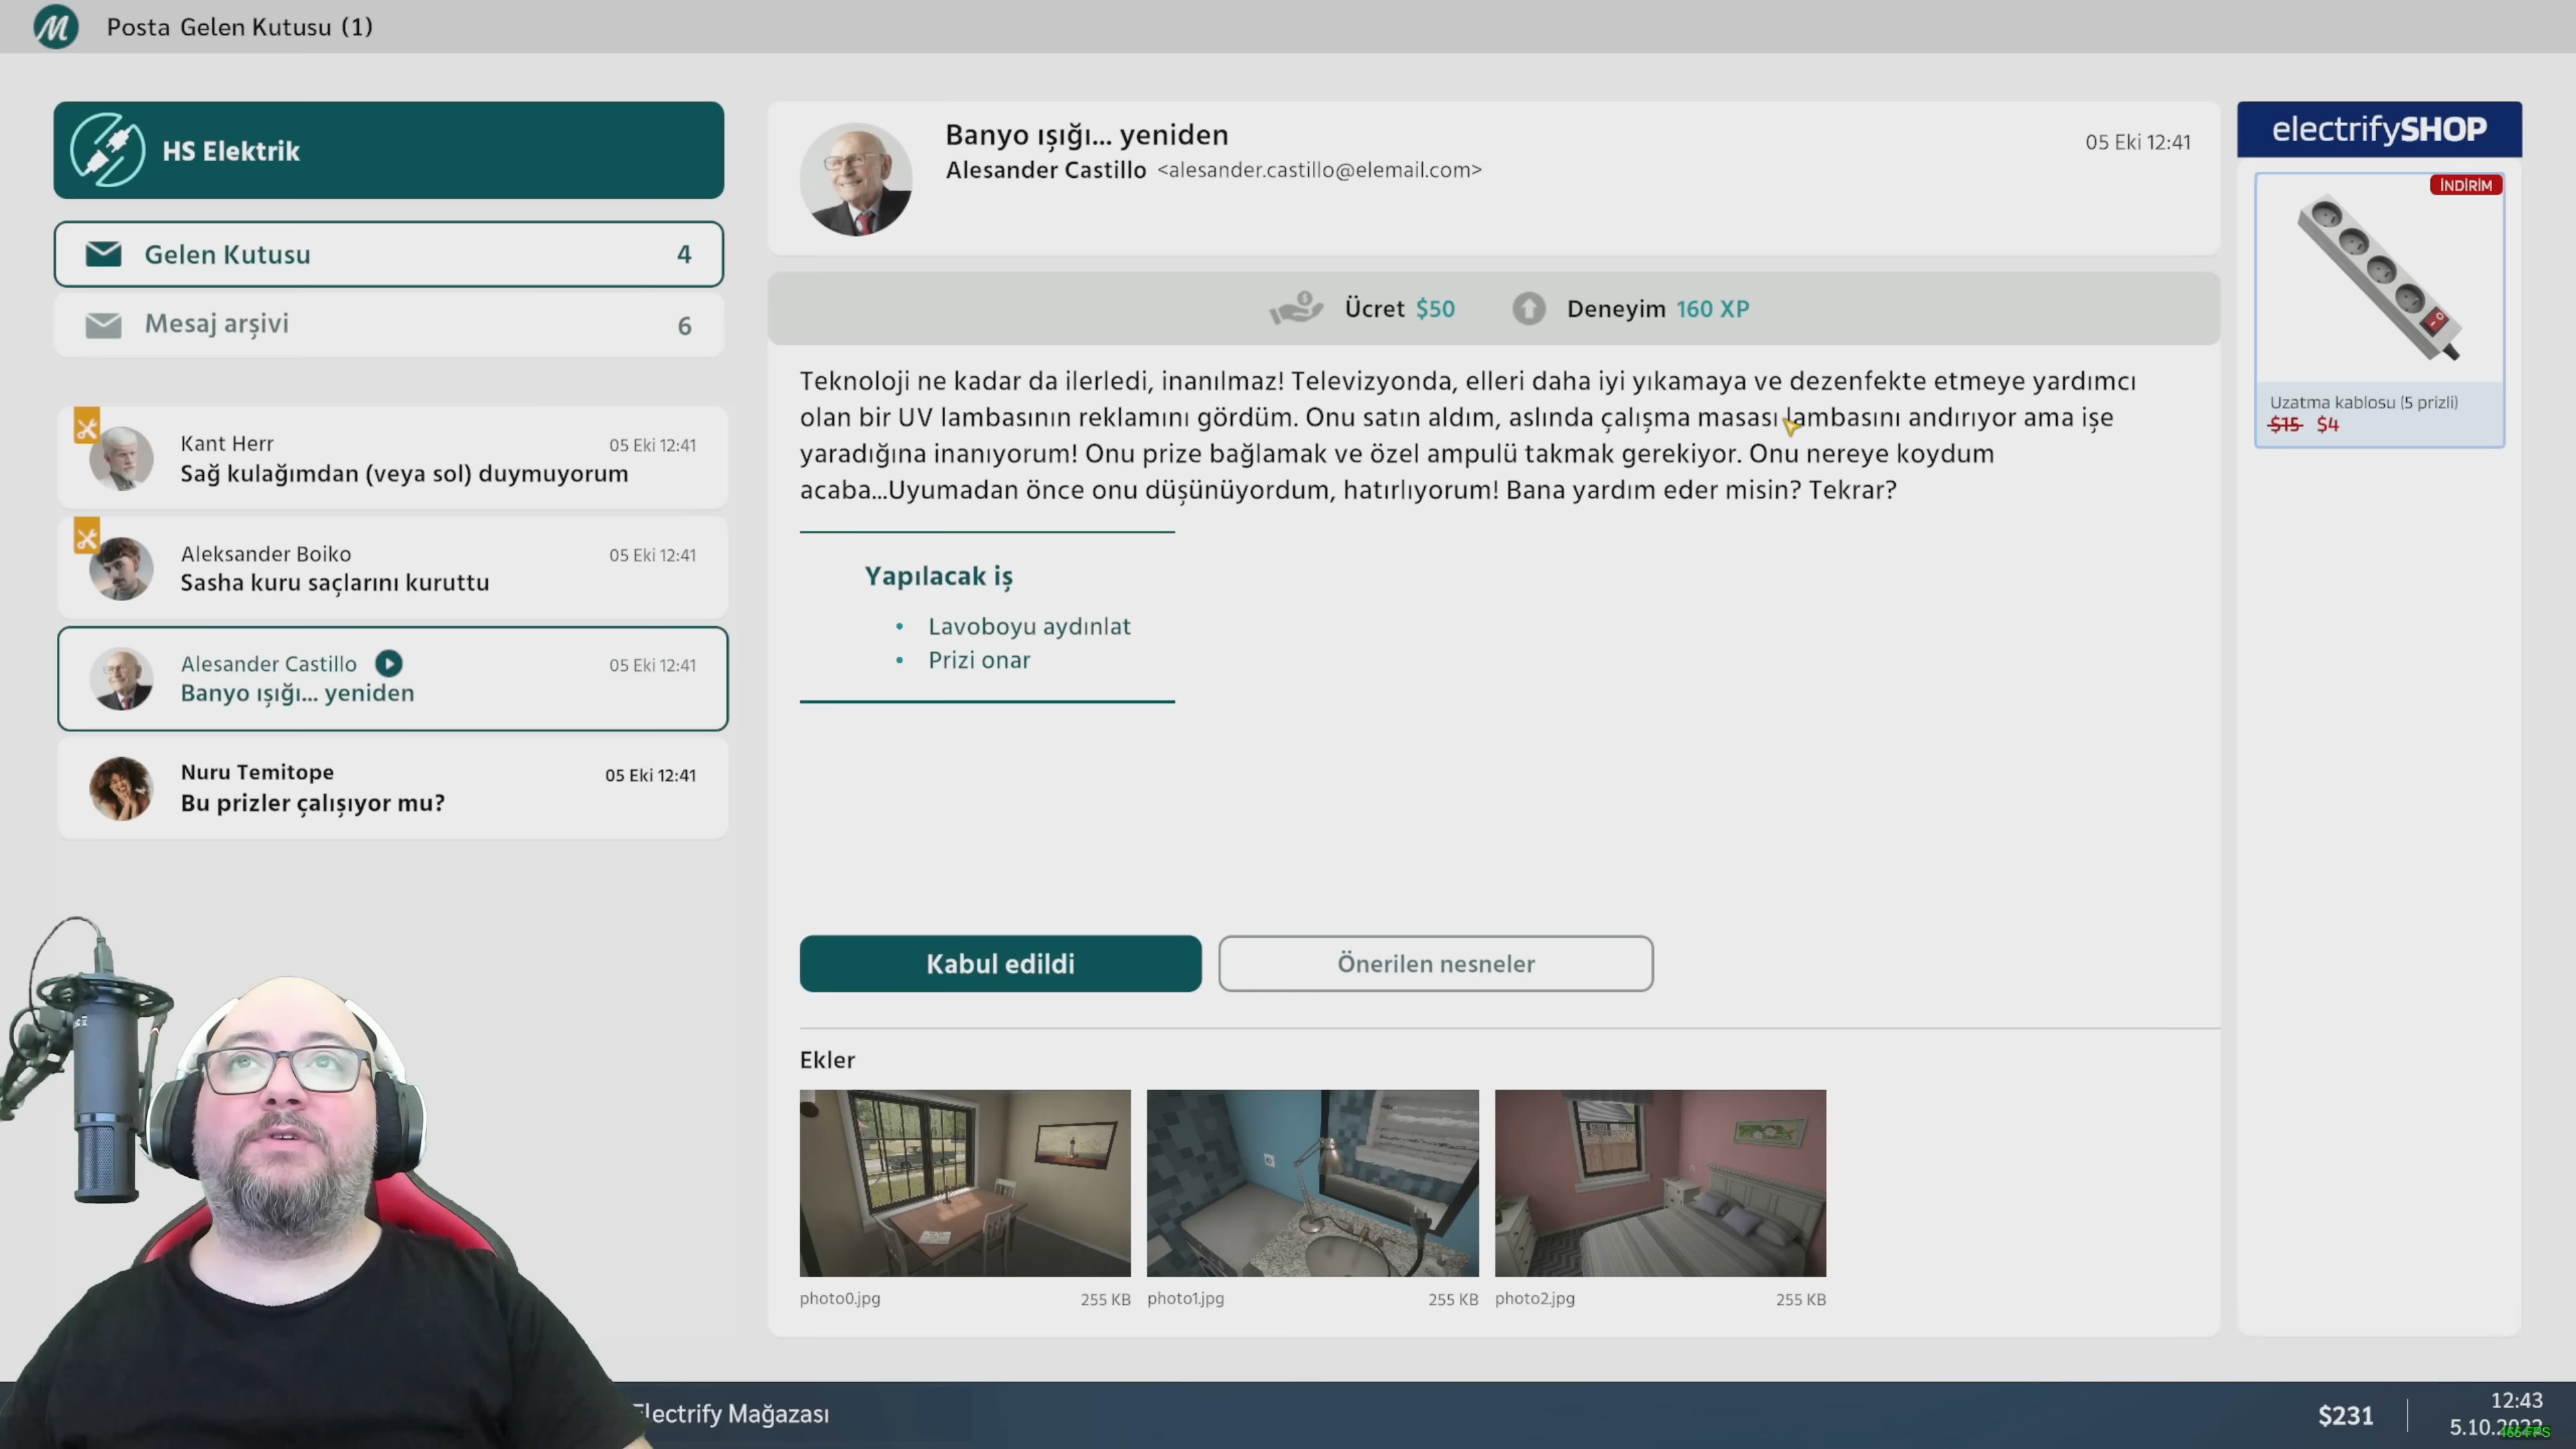 Posta Gelen Kutusu (1)
HS Elektrik
Gelen Kutusu 4
Mesaj arşivi 6
Kant Herr 05 Eki 12:41
Sağ kulağımdan (veya sol) duymuyorum
Aleksander Boiko 05 Eki 12:41
Sasha kuru saçlarını kuruttu
Alesander Castillo 05 Eki 12:41
Banyo ışığı... yeniden
Nuru Temitope 05 Eki 12:41
Bu prizler çalışıyor mu?
Banyo ışığı... yeniden 05 Eki 12:41
Alesander Castillo <alesander.castillo@elemail.com>
Ücret $50 Deneyim 160 XP
Teknoloji ne kadar da ilerledi, inanılmaz! Televizyonda, elleri daha iyi yıkamaya ve dezenfekte etmeye yardımcı
olan bir UV lambasının reklamını gördüm. Onu satın aldım, aslında çalışma masası lambasını andırıyor ama işe
yaradığına inanıyorum! Onu prize bağlamak ve özel ampulü takmak gerekiyor. Onu nereye koydum
acaba...Uyumadan önce onu düşünüyordum, hatırlıyorum! Bana yardım eder misin? Tekrar?
Yapılacak iş
• Lavoboyu aydınlat
• Prizi onar
Kabul edildi Önerilen nesneler
Ekler
photo0.jpg 255 KB photo1.jpg 255 KB photo2.jpg 255 KB
electrifySHOP
İNDİRİM
Uzatma kablosu (5 prizli)
$15 $4
Electrify Mağazası
$231
12:43